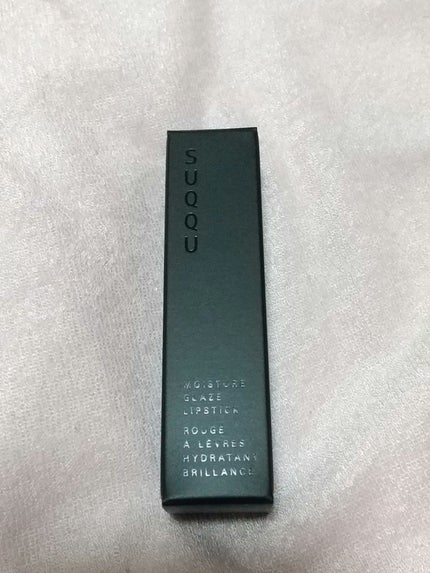 SUQQU
MOISTURE
GLAZE
LIPSTICK
ROUGE
À LÈVRES
HYDRATANT
BRILLANCE